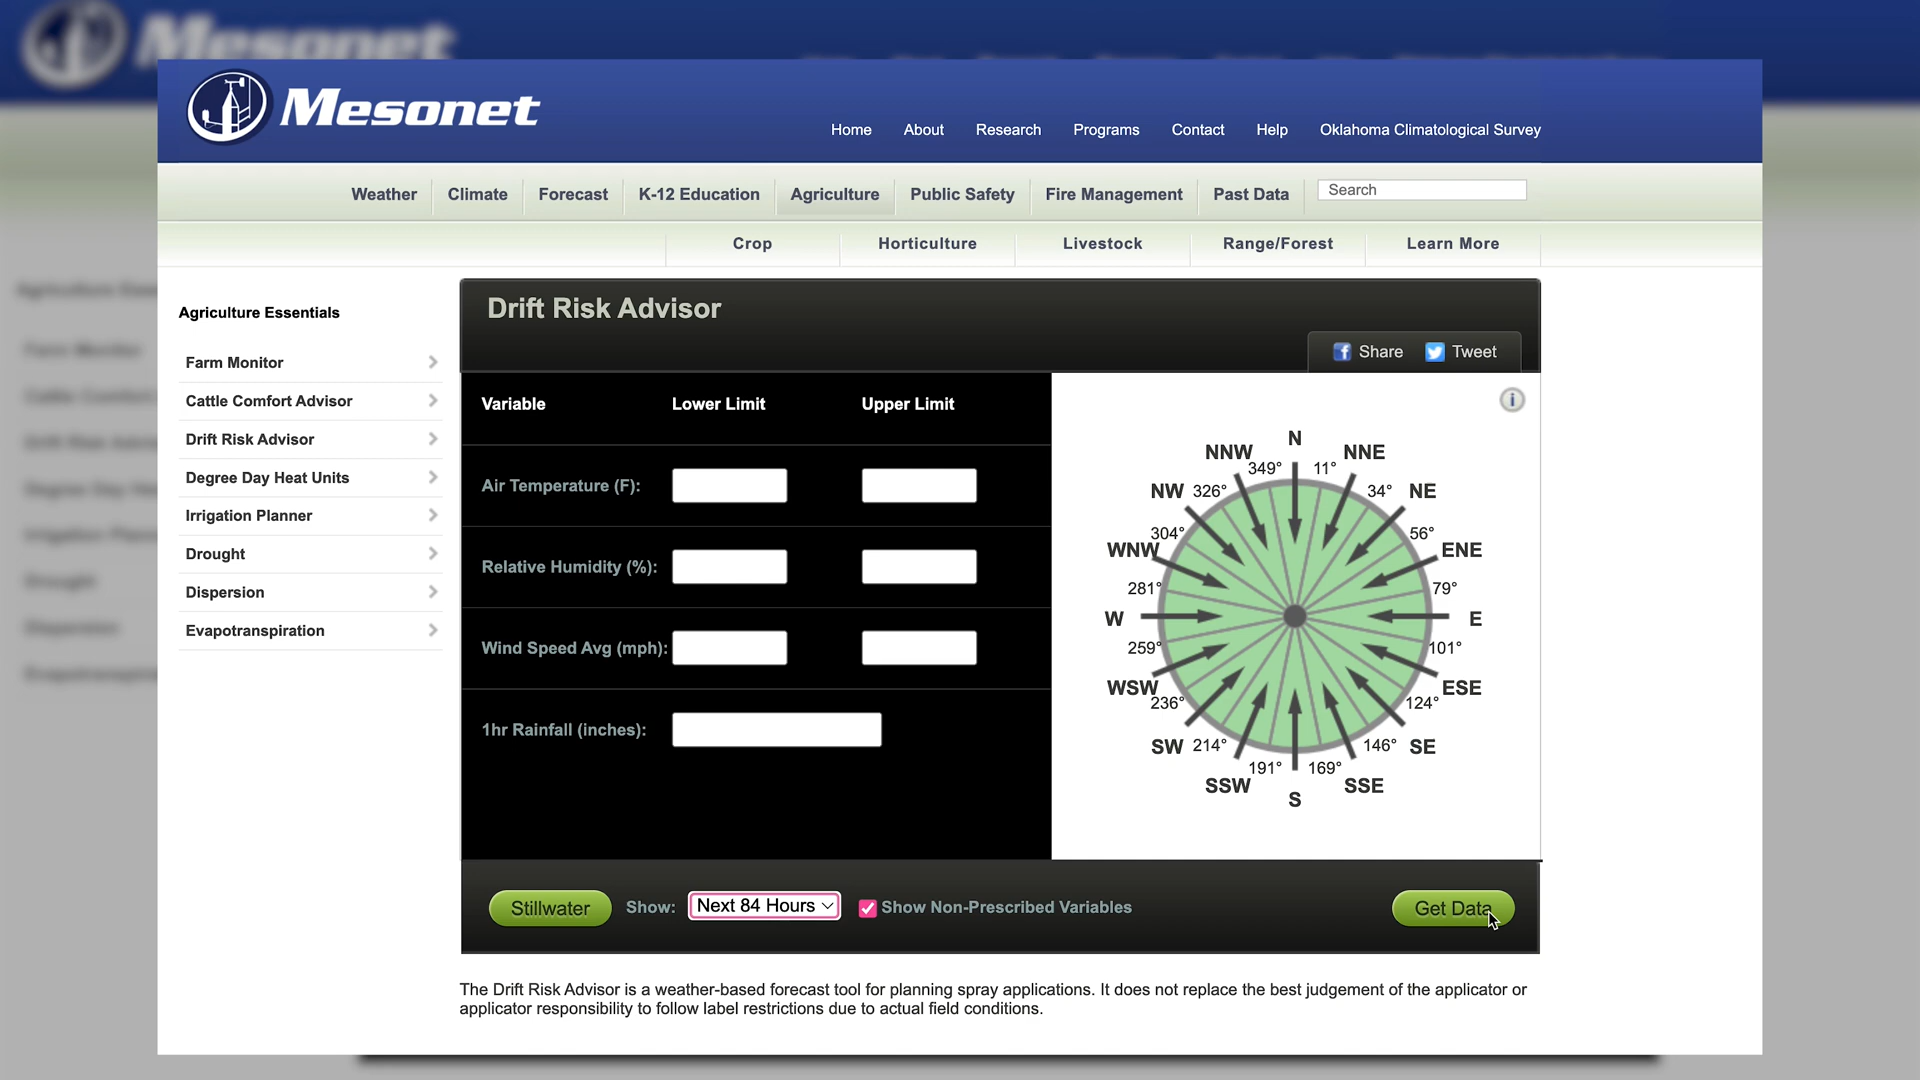 Mesonet
Home About Research Programs Contact Help Oklahoma Climatological Survey
Weather Climate Forecast K-12 Education Agriculture Public Safety Fire Management Past Data Search
Crop Horticulture Livestock Range/Forest Learn More
Agriculture Essentials
Farm Monitor
Cattle Comfort Advisor
Drift Risk Advisor
Degree Day Heat Units
Irrigation Planner
Drought
Dispersion
Evapotranspiration
Drift Risk Advisor
Share Tweet
Variable Lower Limit Upper Limit
Air Temperature (F):
Relative Humidity (%):
Wind Speed Avg (mph):
1hr Rainfall (inches):
N
NNW NNE
349° 11°
NW 326° 34° NE
304° 56°
WNW ENE
281° 79°
W E
259° 101°
WSW ESE
236° 124°
SW 214° 146° SE
191° 169°
SSW SSE
S
Stillwater Show: Next 84 Hours Show Non-Prescribed Variables Get Data
The Drift Risk Advisor is a weather-based forecast tool for planning spray applications. It does not replace the best judgement of the applicator or
applicator responsibility to follow label restrictions due to actual field conditions.